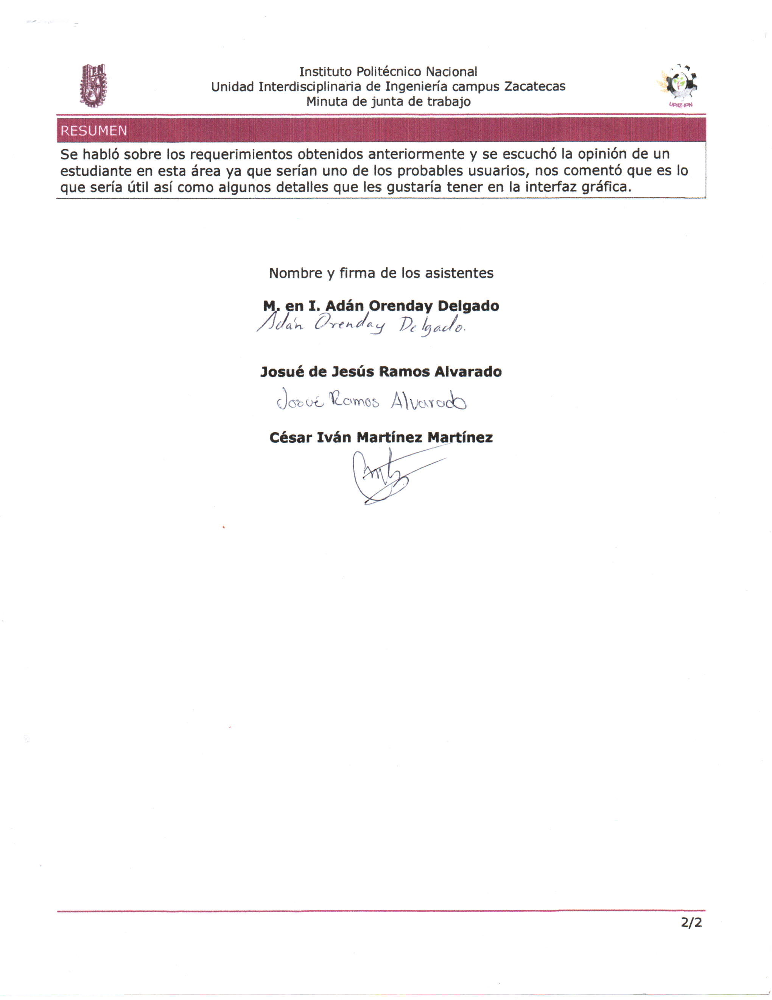 IPN
Instituto Politécnico Nacional
Unidad Interdisciplinaria de Ingeniería campus Zacatecas
Minuta de junta de trabajo
UPIIZ-IPN
RESUMEN
Se habló sobre los requerimientos obtenidos anteriormente y se escuchó la opinión de un
estudiante en esta área ya que serían uno de los probables usuarios, nos comentó que es lo
que sería útil así como algunos detalles que les gustaría tener en la interfaz gráfica.
Nombre y firma de los asistentes
M. en I. Adán Orenday Delgado
Adán Orenday Delgado.
Josué de Jesús Ramos Alvarado
Josué Ramos Alvarado
César Iván Martínez Martínez
2/2